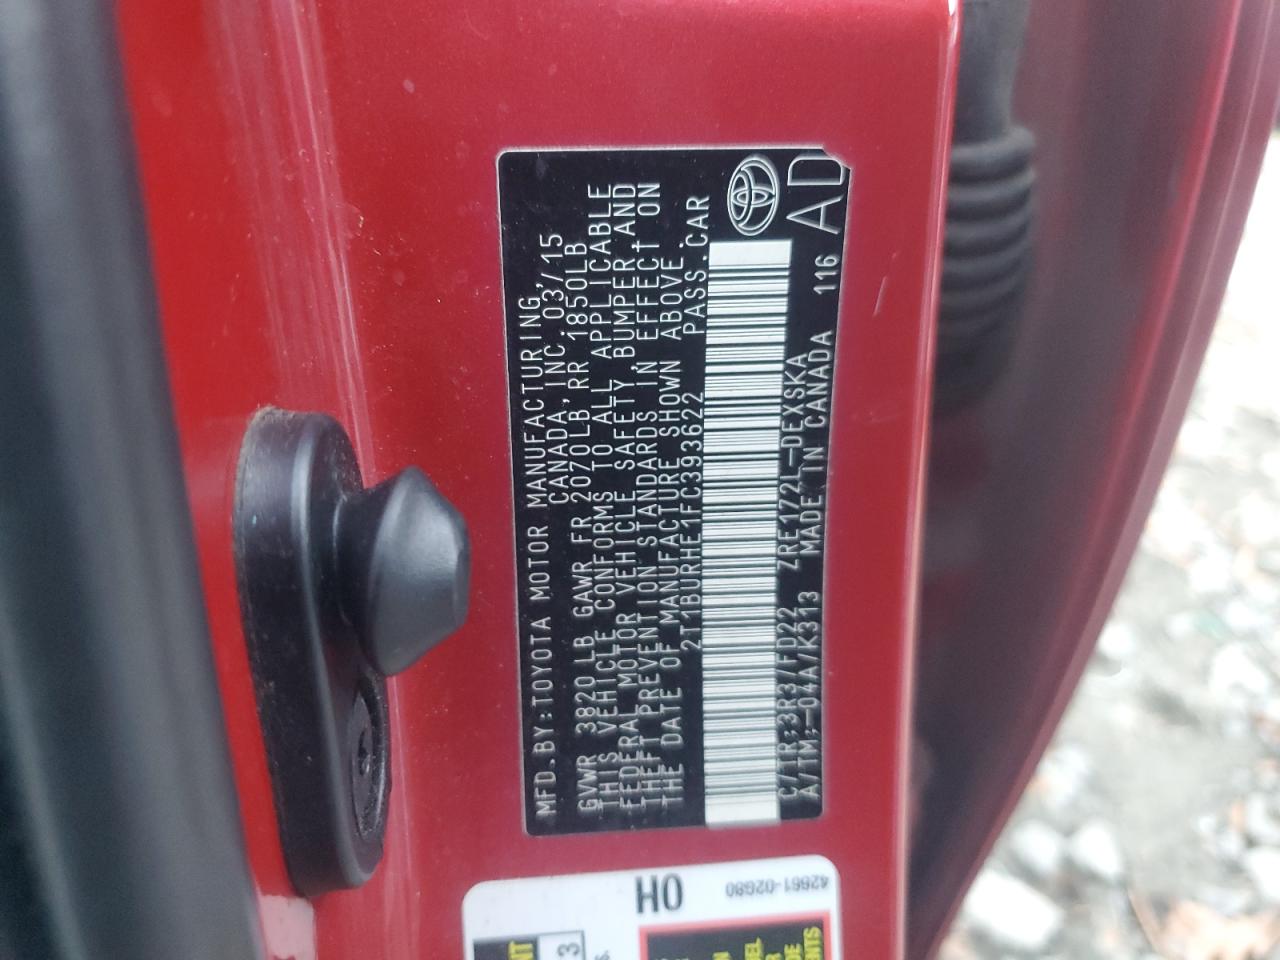 MFD.BY:TOYOTA MOTOR MANUFACTURING,
CANADA,INC. 03/15
GVWR 3820 LB GAWR FR 2070LB,RR 1850LB
THIS VEHICLE CONFORMS TO ALL APPLICABLE
FEDERAL MOTOR VEHICLE SAFETY,BUMPER,AND
THEFT PREVENTION STANDARDS IN EFFECT ON
THE DATE OF MANUFACTURE SHOWN ABOVE.
2T1BURHE1FC393622 PASS.CAR
C/TR:3R3/FD22 ZRE172L-DEXSKA
A/TM:-04A/K313 MADE IN CANADA 116 AD
H0
42661-02G80
3